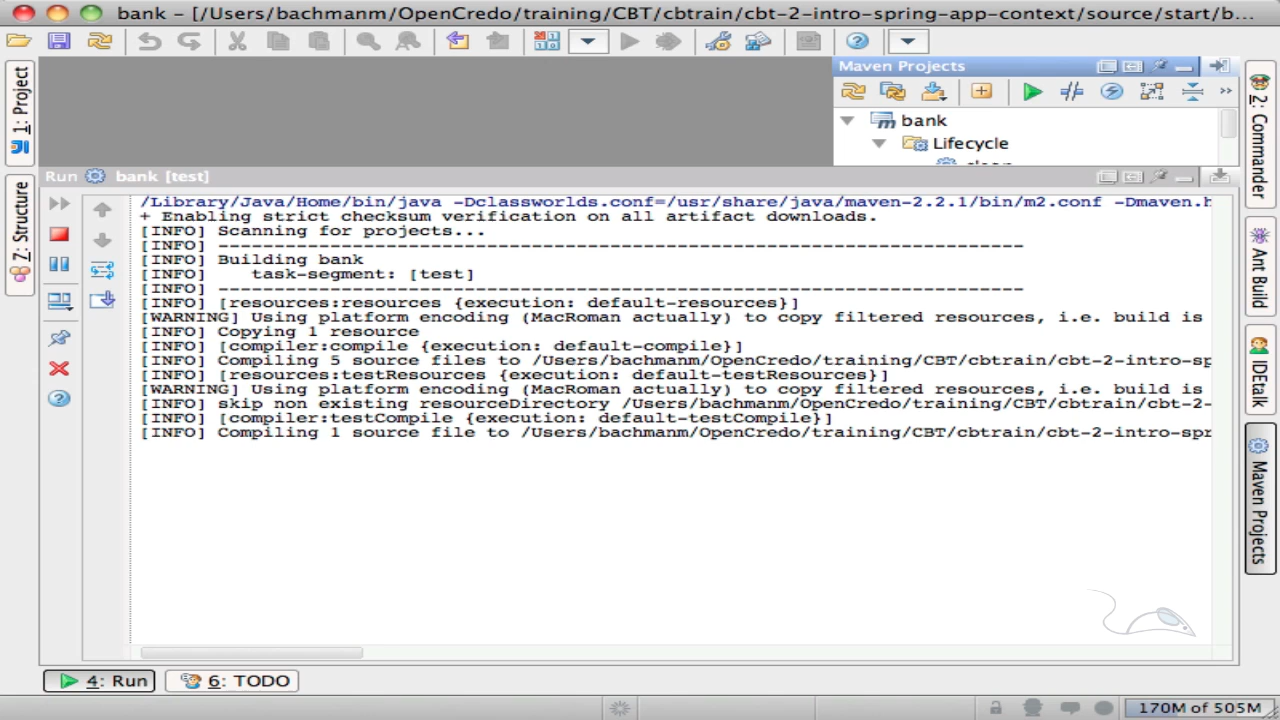 bank - [/Users/bachmanm/OpenCredo/training/CBT/cbtrain/cbt-2-intro-spring-app-context/source/start/b...
Maven Projects
bank
Lifecycle
clean
Run bank [test]
/Library/Java/Home/bin/java -Dclassworlds.conf=/usr/share/java/maven-2.2.1/bin/m2.conf -Dmaven.h
+ Enabling strict checksum verification on all artifact downloads.
[INFO] Scanning for projects...
[INFO] ------------------------------------------------------------------------
[INFO] Building bank
[INFO]    task-segment: [test]
[INFO] ------------------------------------------------------------------------
[INFO] [resources:resources {execution: default-resources}]
[WARNING] Using platform encoding (MacRoman actually) to copy filtered resources, i.e. build is
[INFO] Copying 1 resource
[INFO] [compiler:compile {execution: default-compile}]
[INFO] Compiling 5 source files to /Users/bachmanm/OpenCredo/training/CBT/cbtrain/cbt-2-intro-sp
[INFO] [resources:testResources {execution: default-testResources}]
[WARNING] Using platform encoding (MacRoman actually) to copy filtered resources, i.e. build is
[INFO] skip non existing resourceDirectory /Users/bachmanm/OpenCredo/training/CBT/cbtrain/cbt-2-
[INFO] [compiler:testCompile {execution: default-testCompile}]
[INFO] Compiling 1 source file to /Users/bachmanm/OpenCredo/training/CBT/cbtrain/cbt-2-intro-spr
1: Project
7: Structure
2: Commander
Ant Build
IDEtalk
Maven Projects
4: Run
6: TODO
170M of 505M